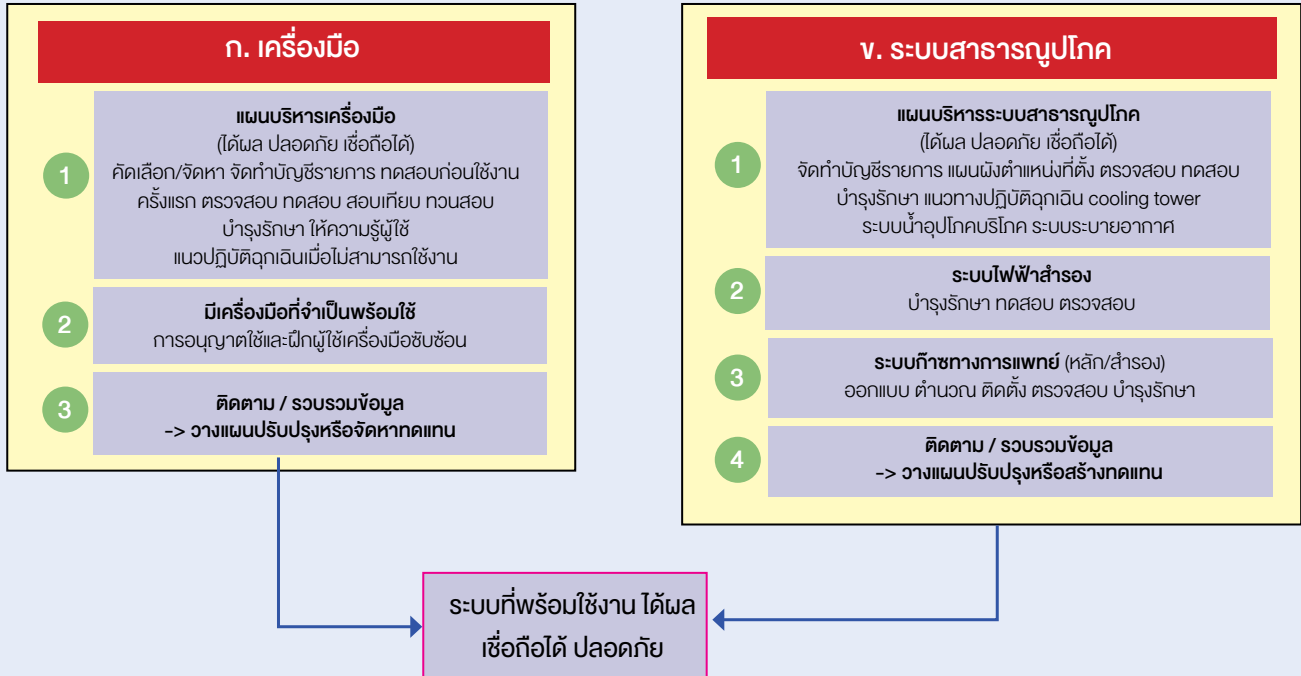 ก. เครื่องมือ
1
แผนบริหารเครื่องมือ
(ได้ผล ปลอดภัย เชื่อถือได้)
คัดเลือก/จัดหา จัดทำบัญชีรายการ ทดสอบก่อนใช้งาน
ครั้งแรก ตรวจสอบ ทดสอบ สอบเทียบ ทวนสอบ
บำรุงรักษา ให้ความรู้ผู้ใช้
แนวปฏิบัติฉุกเฉินเมื่อไม่สามารถใช้งาน
2
มีเครื่องมือที่จำเป็นพร้อมใช้
การอนุญาตใช้และฝึกผู้ใช้เครื่องมือซับซ้อน
3
ติดตาม / รวบรวมข้อมูล
-> วางแผนปรับปรุงหรือจัดหาทดแทน
ข. ระบบสาธารณูปโภค
1
แผนบริหารระบบสาธารณูปโภค
(ได้ผล ปลอดภัย เชื่อถือได้)
จัดทำบัญชีรายการ แผนผังตำแหน่งที่ตั้ง ตรวจสอบ ทดสอบ
บำรุงรักษา แนวทางปฏิบัติฉุกเฉิน cooling tower
ระบบน้ำอุปโภคบริโภค ระบบระบายอากาศ
2
ระบบไฟฟ้าสำรอง
บำรุงรักษา ทดสอบ ตรวจสอบ
3
ระบบก๊าซทางการแพทย์ (หลัก/สำรอง)
ออกแบบ ตำนวณ ติดตั้ง ตรวจสอบ บำรุงรักษา
4
ติดตาม / รวบรวมข้อมูล
-> วางแผนปรับปรุงหรือสร้างทดแทน
ระบบที่พร้อมใช้งาน ได้ผล
เชื่อถือได้ ปลอดภัย